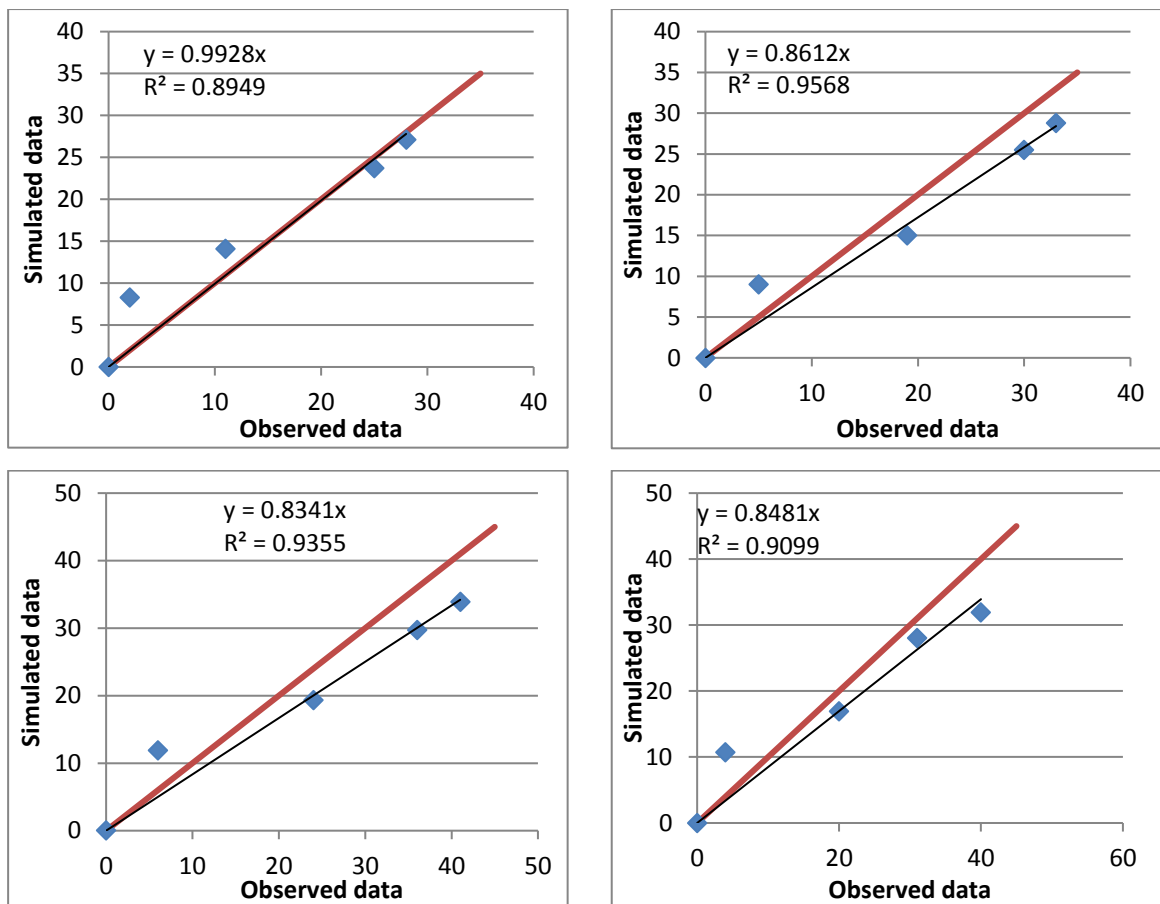 40
35
30
25
20
15
10
5
0
y = 0.9928x
R² = 0.8949
Simulated data
0 10 20 30 40
Observed data
40
35
30
25
20
15
10
5
0
y = 0.8612x
R² = 0.9568
Simulated data
0 10 20 30 40
Observed data
50
40
30
20
10
0
y = 0.8341x
R² = 0.9355
Simulated data
0 10 20 30 40 50
Observed data
50
40
30
20
10
0
y = 0.8481x
R² = 0.9099
Simulated data
0 20 40 60
Observed data